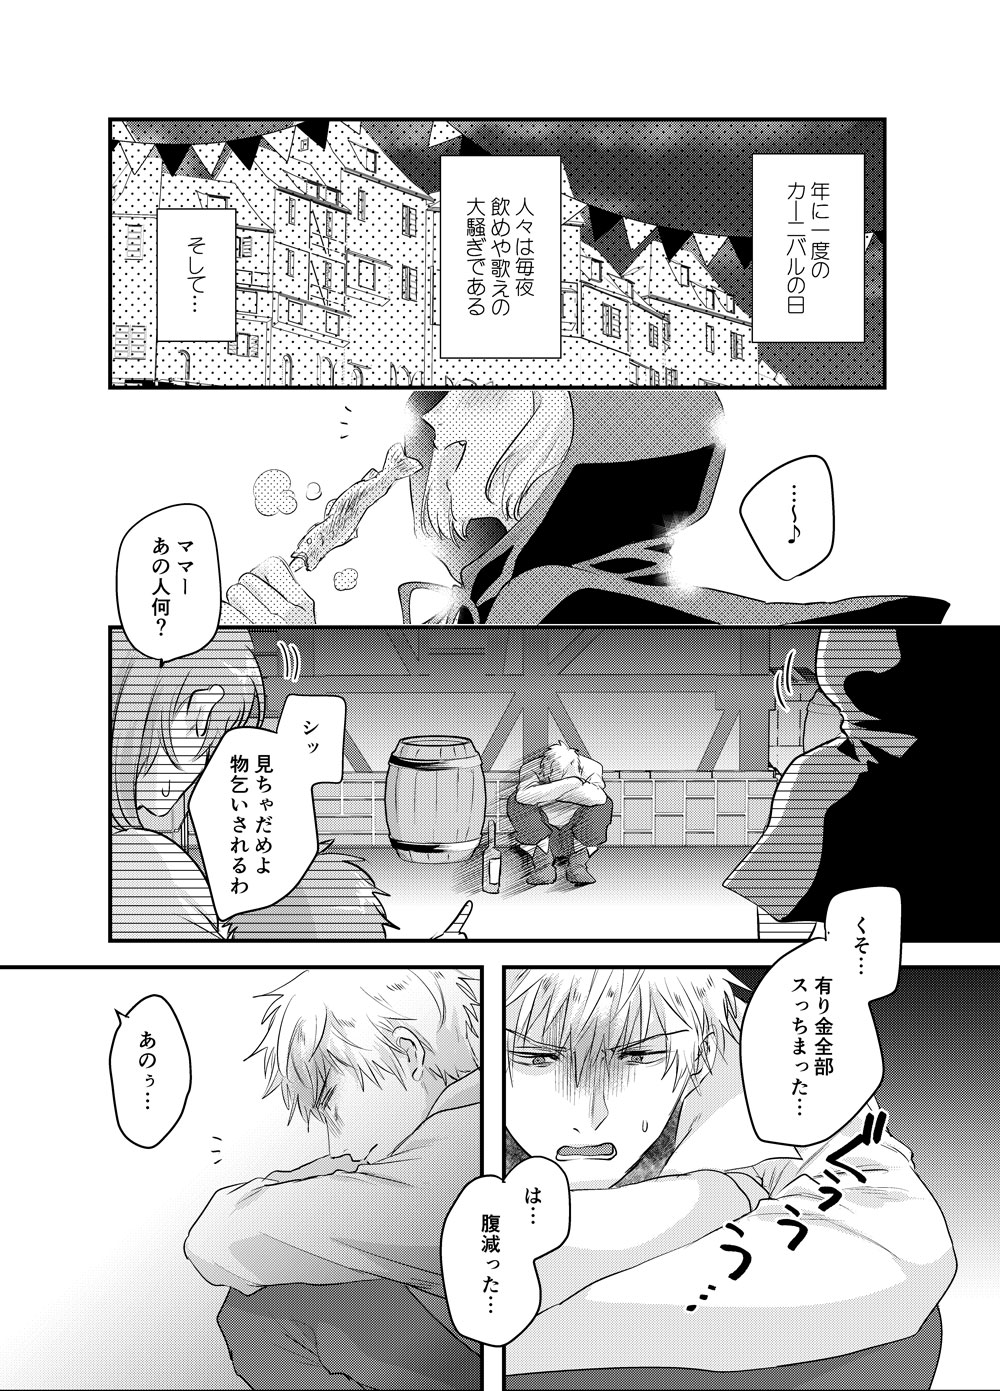 年に一度の
カーニバルの日
人々は毎夜
飲めや歌えの
大騒ぎである
そして…
…～♪
ママー
あの人何？
シッ
見ちゃだめよ
物乞いされるわ
くそ…
有り金全部
スっちまった…
ぐぅぅぅ…
は…
腹減った…
あのぅ…